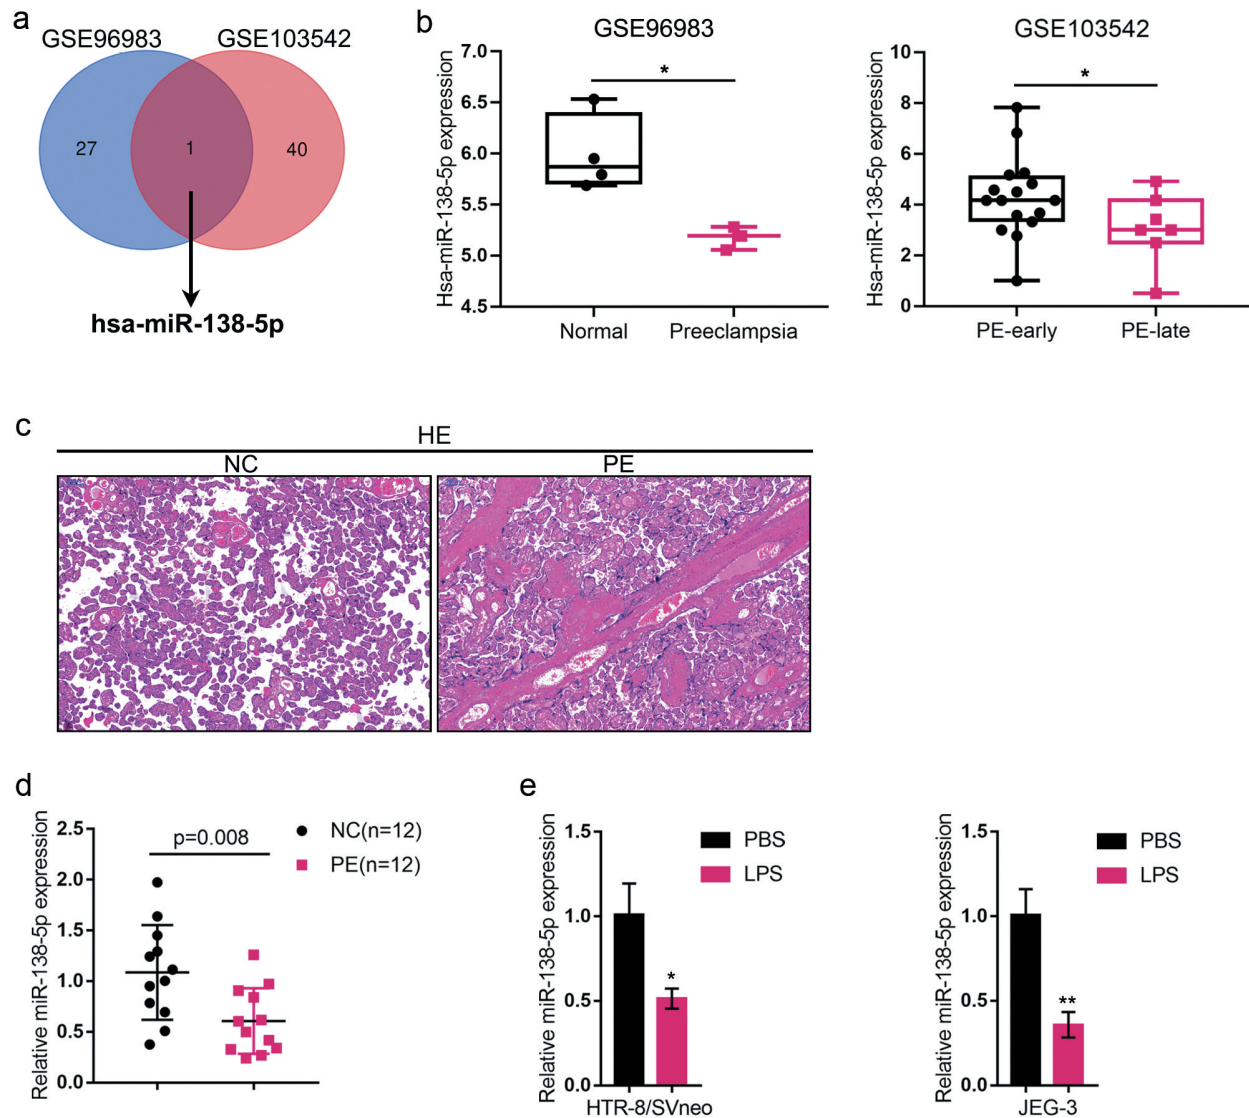 a
GSE96983
GSE103542
27
1
40
hsa-miR-138-5p
b
GSE96983
Hsa-miR-138-5p expression
7.0
6.5
6.0
5.5
5.0
4.5
*
Normal
Preeclampsia
GSE103542
Hsa-miR-138-5p expression
10
8
6
4
2
0
*
PE-early
PE-late
c
HE
NC
PE
d
Relative miR-138-5p expression
2.5
2.0
1.5
1.0
0.5
0.0
p=0.008
NC(n=12)
PE(n=12)
e
Relative miR-138-5p expression
1.5
1.0
0.5
0.0
*
PBS
LPS
HTR-8/SVneo
Relative miR-138-5p expression
1.5
1.0
0.5
0.0
**
PBS
LPS
JEG-3